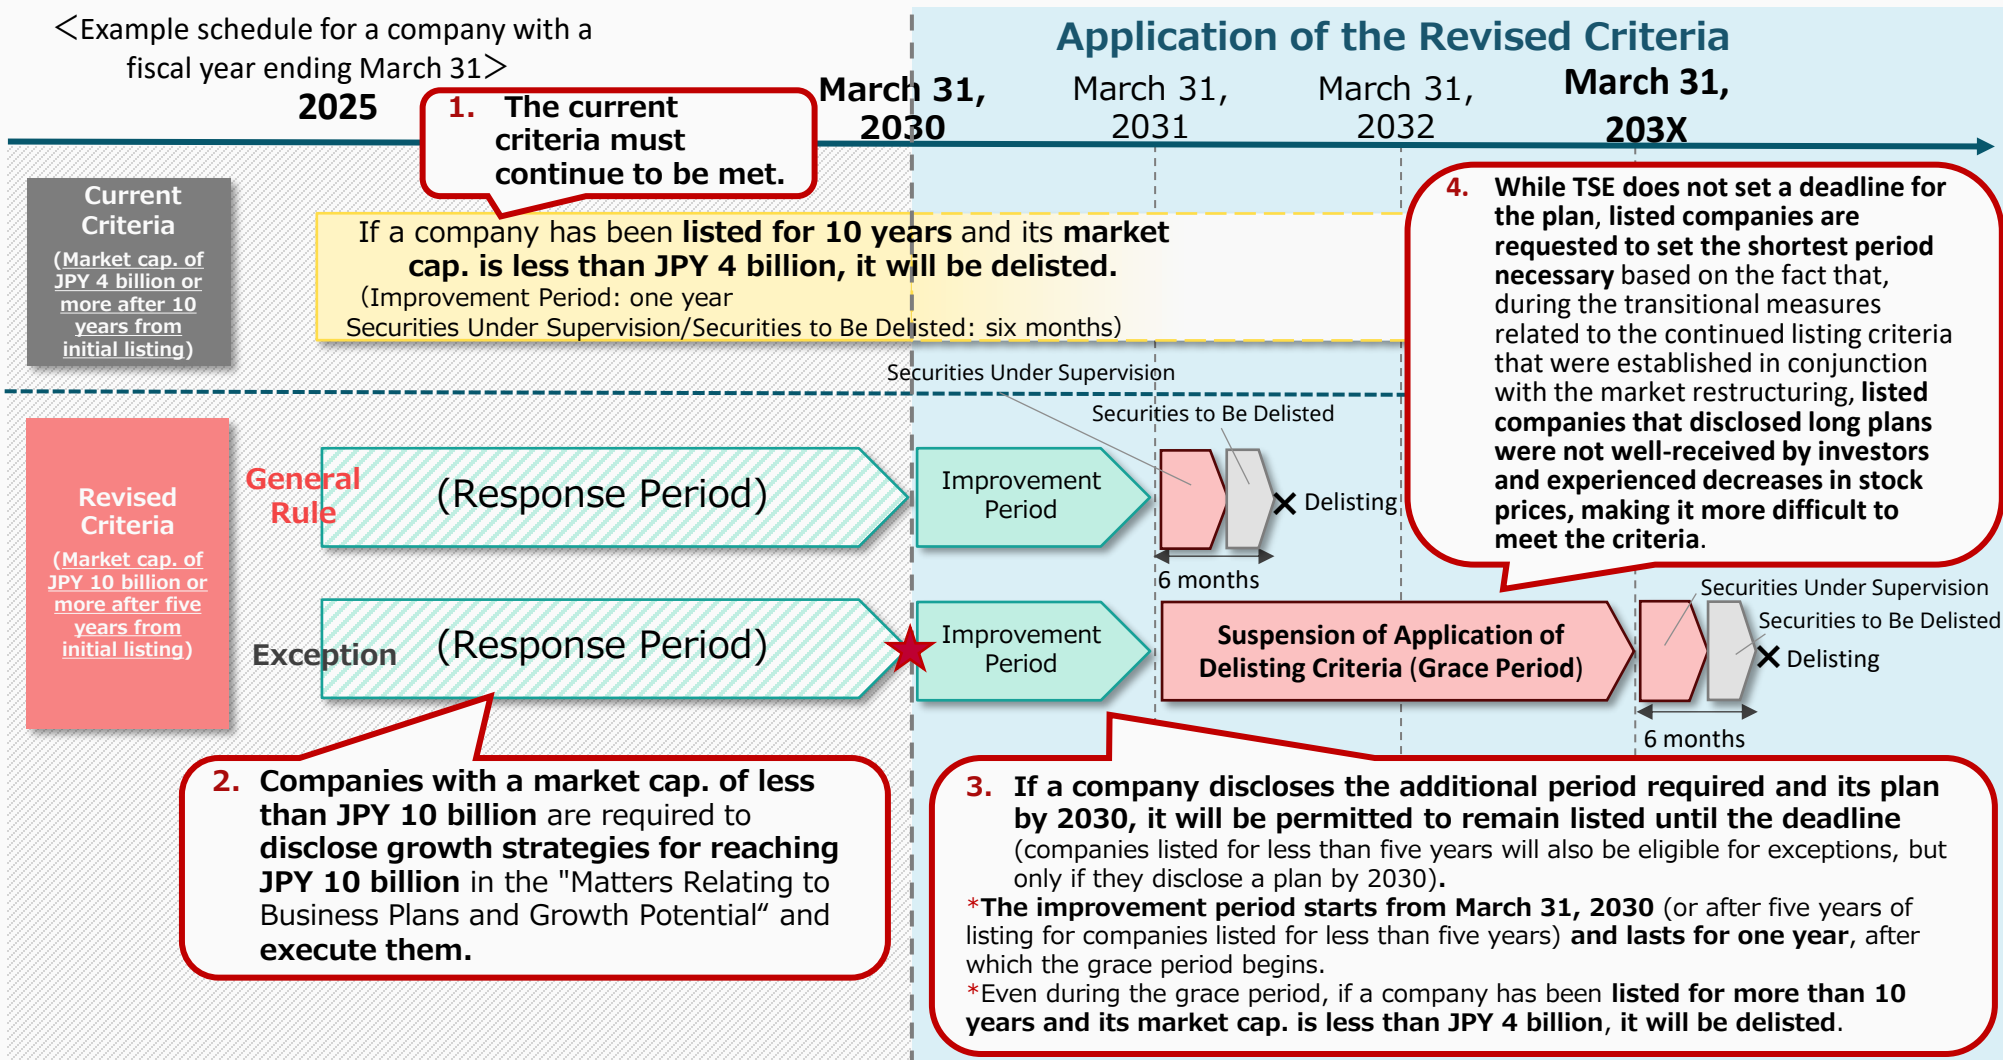 ＜Example schedule for a company with a
fiscal year ending March 31＞
Application of the Revised Criteria
2025
March 31,
2030
March 31,
2031
March 31,
2032
March 31,
203X
1. The current
criteria must
continue to be met.
Current
Criteria
(Market cap. of
JPY 4 billion or
more after 10
years from
initial listing)
If a company has been listed for 10 years and its market
cap. is less than JPY 4 billion, it will be delisted.
(Improvement Period: one year
Securities Under Supervision/Securities to Be Delisted: six months)
4. While TSE does not set a deadline for
the plan, listed companies are
requested to set the shortest period
necessary based on the fact that,
during the transitional measures
related to the continued listing criteria
that were established in conjunction
with the market restructuring, listed
companies that disclosed long plans
were not well-received by investors
and experienced decreases in stock
prices, making it more difficult to
meet the criteria.
Securities Under Supervision
Securities to Be Delisted
Revised
Criteria
(Market cap. of
JPY 10 billion or
more after five
years from
initial listing)
General
Rule
(Response Period)
Improvement
Period
✕ Delisting
6 months
Exception
(Response Period)
Improvement
Period
Suspension of Application of
Delisting Criteria (Grace Period)
Securities Under Supervision
Securities to Be Delisted
✕ Delisting
6 months
2. Companies with a market cap. of less
than JPY 10 billion are required to
disclose growth strategies for reaching
JPY 10 billion in the "Matters Relating to
Business Plans and Growth Potential“ and
execute them.
3. If a company discloses the additional period required and its plan
by 2030, it will be permitted to remain listed until the deadline
(companies listed for less than five years will also be eligible for exceptions, but
only if they disclose a plan by 2030).
*The improvement period starts from March 31, 2030 (or after five years of
listing for companies listed for less than five years) and lasts for one year, after
which the grace period begins.
*Even during the grace period, if a company has been listed for more than 10
years and its market cap. is less than JPY 4 billion, it will be delisted.